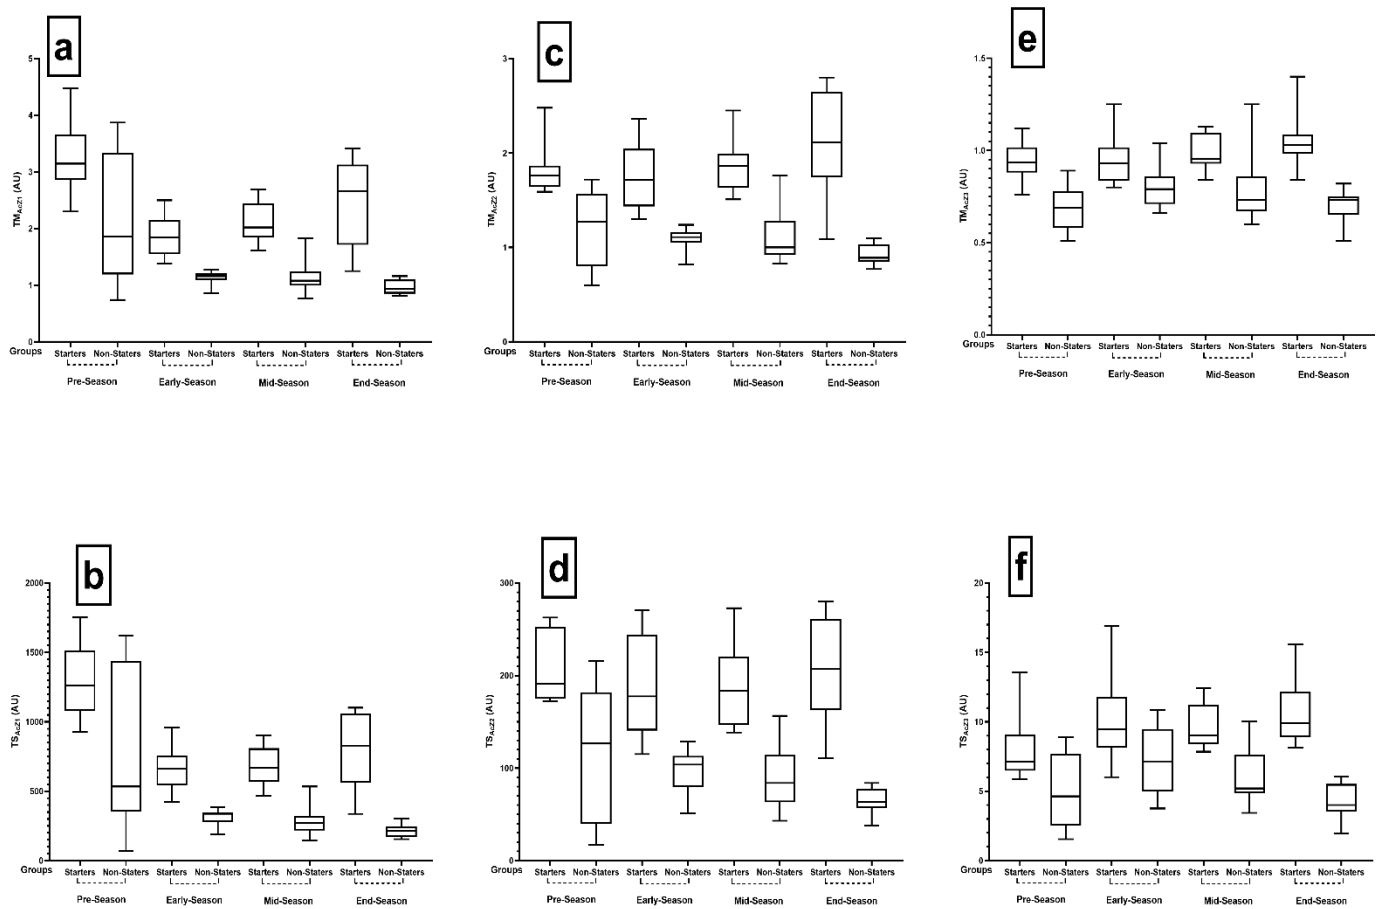 a
5
4
3
2
1
0
TMAcZ1 (AU)
Groups Starters Non-Staters Starters Non-Staters Starters Non-Staters Starters Non-Staters
Pre-Season Early-Season Mid-Season End-Season
c
3
2
1
0
TMAcZ2 (AU)
Groups Starters Non-Staters Starters Non-Staters Starters Non-Staters Starters Non-Staters
Pre-Season Early-Season Mid-Season End-Season
e
1.5
1.0
0.5
0.0
TMAcZ3 (AU)
Groups Starters Non-Staters Starters Non-Staters Starters Non-Staters Starters Non-Staters
Pre-Season Early-Season Mid-Season End-Season
b
2000
1500
1000
500
0
TSAcZ1 (AU)
Groups Starters Non-Staters Starters Non-Staters Starters Non-Staters Starters Non-Staters
Pre-Season Early-Season Mid-Season End-Season
d
300
200
100
0
TSAcZ2 (AU)
Groups Starters Non-Staters Starters Non-Staters Starters Non-Staters Starters Non-Staters
Pre-Season Early-Season Mid-Season End-Season
f
20
15
10
5
0
TSAcZ3 (AU)
Groups Starters Non-Staters Starters Non-Staters Starters Non-Staters Starters Non-Staters
Pre-Season Early-Season Mid-Season End-Season